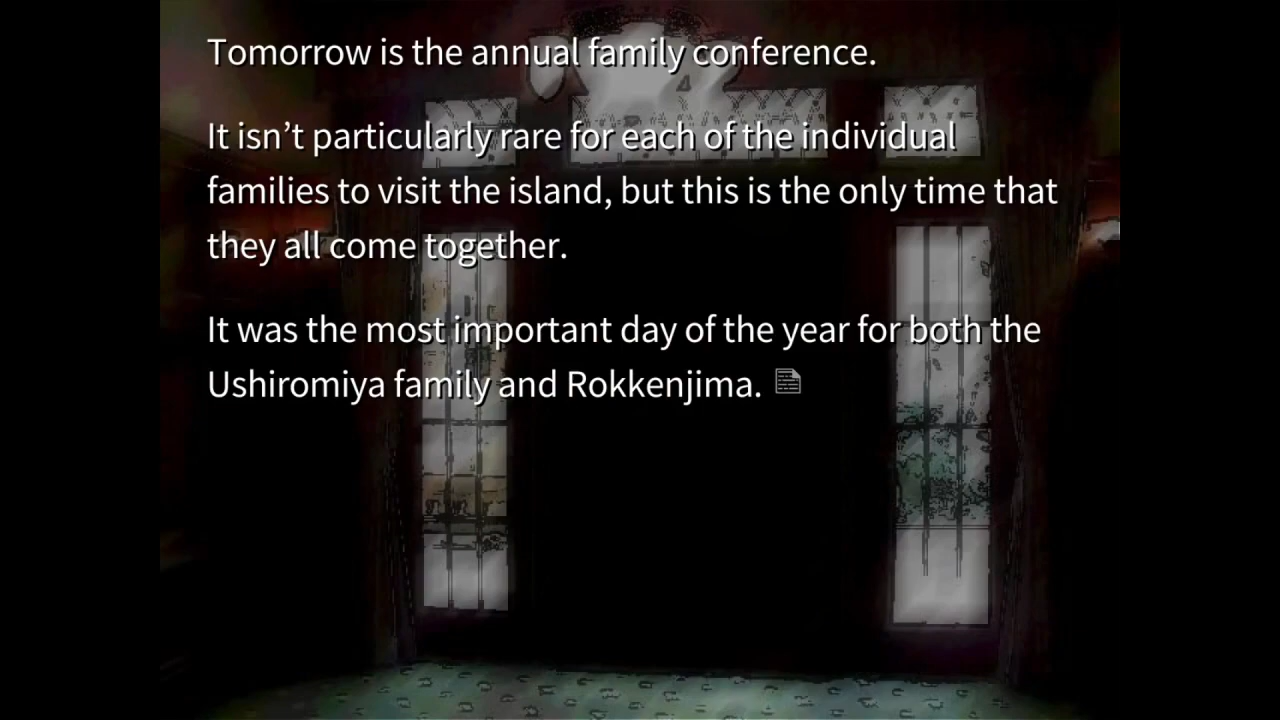 Tomorrow is the annual family conference.
It isn’t particularly rare for each of the individual
families to visit the island, but this is the only time that
they all come together.
It was the most important day of the year for both the
Ushiromiya family and Rokkenjima.